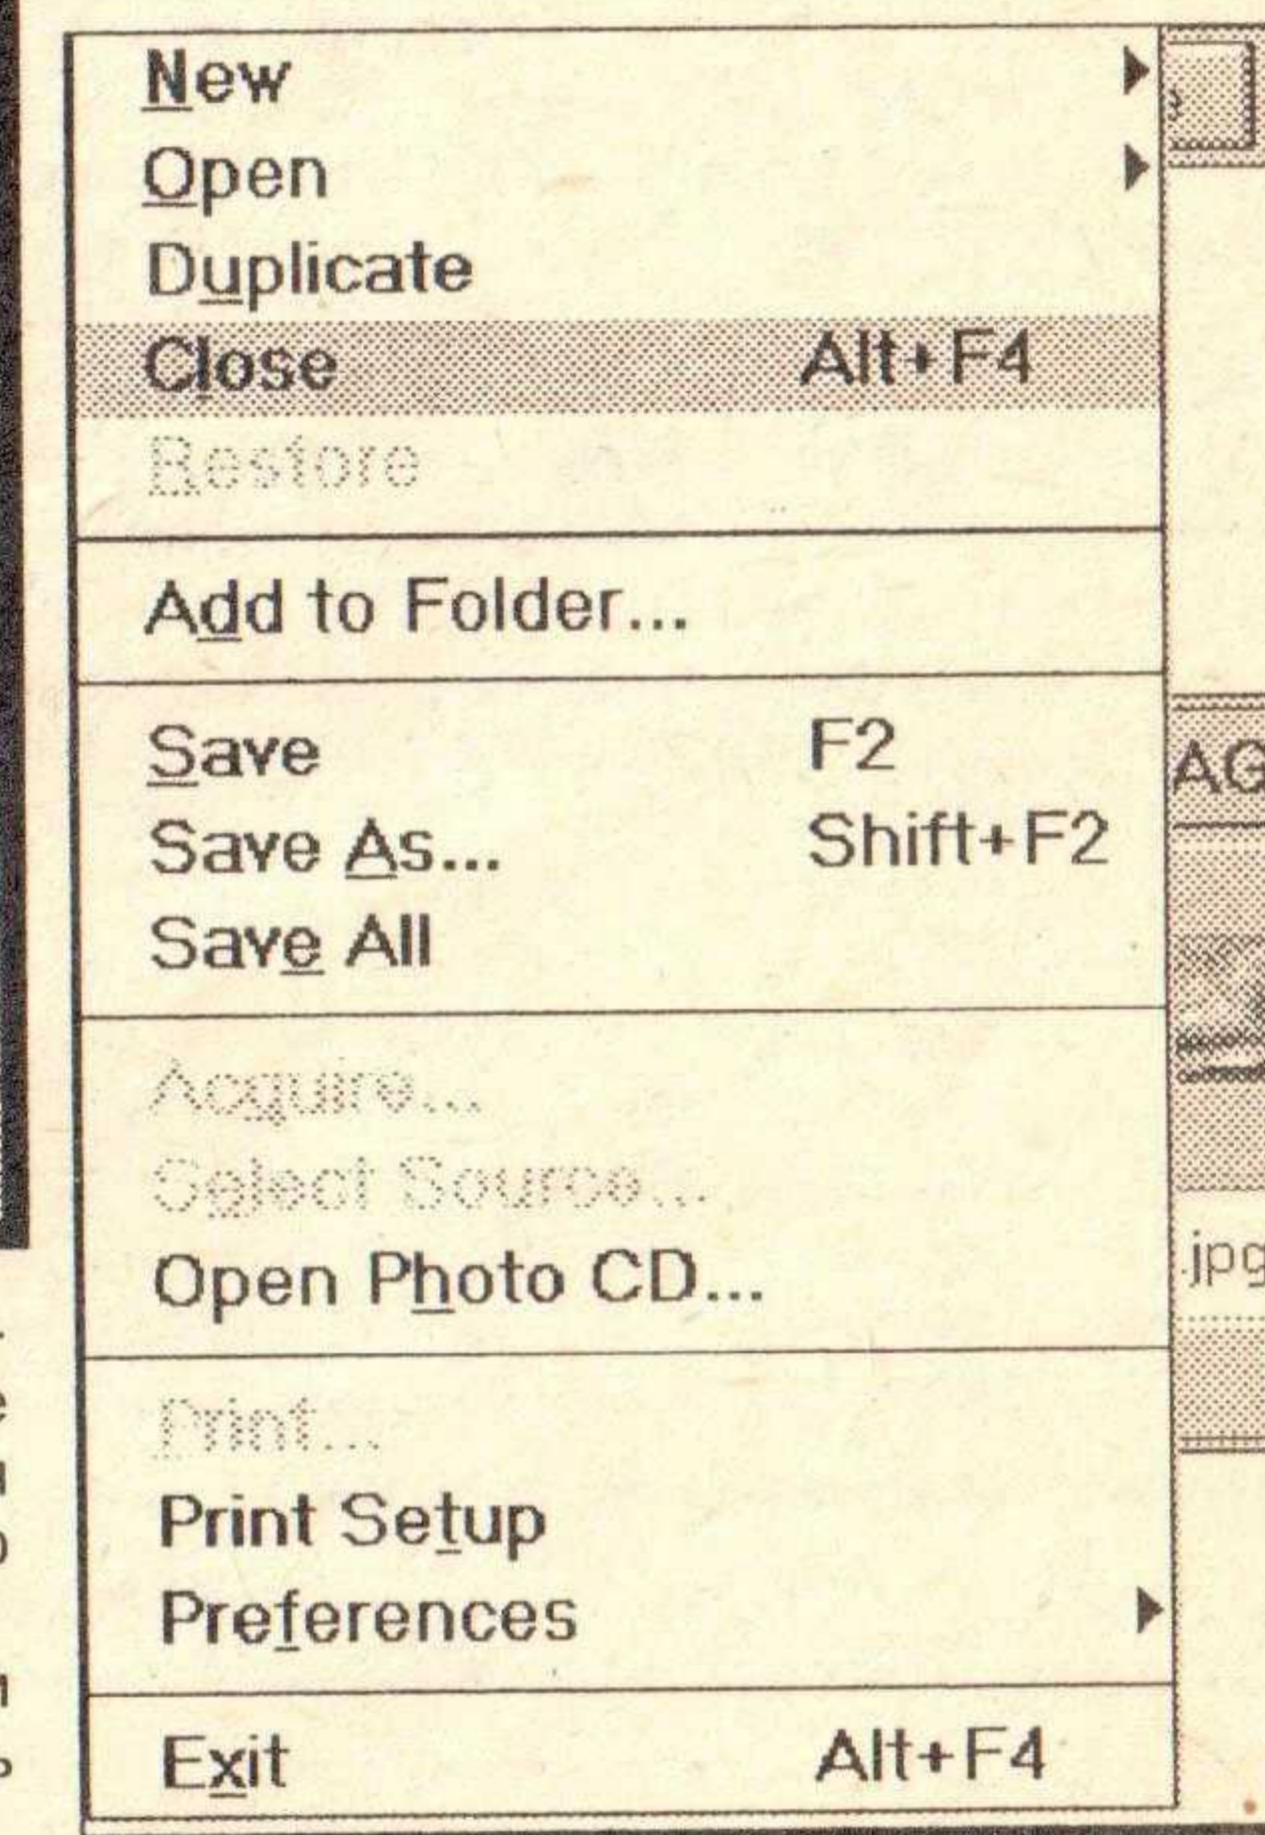 New
Open
Duplicate
Close Alt+F4
Restore
Add to Folder...
Save F2
Save As... Shift+F2
Save All
Acquire...
Select Source...
Open Photo CD...
Print...
Print Setup
Preferences
Exit Alt+F4
AG
.jpg